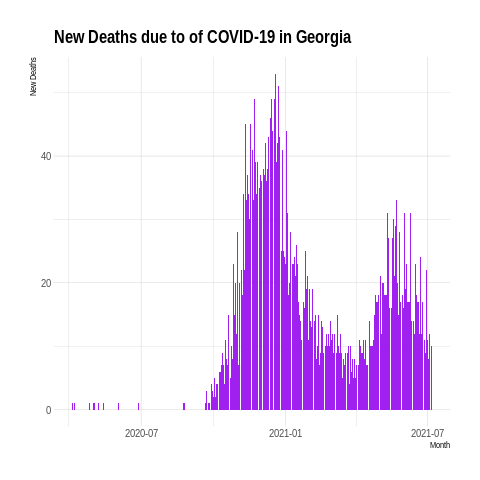 New Deaths due to of COVID-19 in Georgia
New Deaths
40
20
0
2020-07
2021-01
2021-07
Month